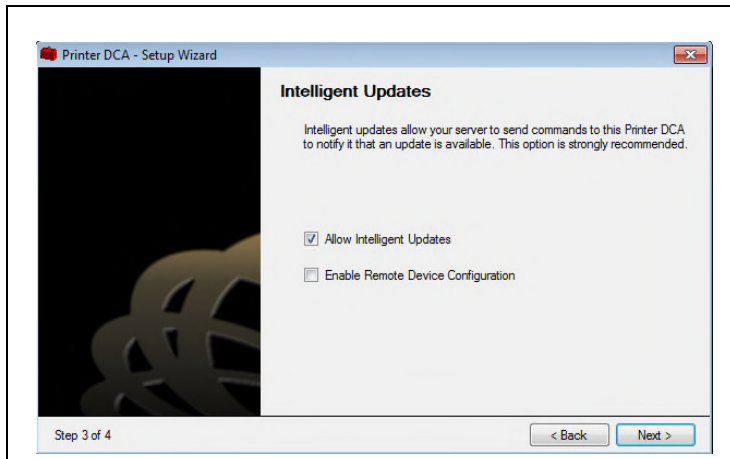 Printer DCA - Setup Wizard
Intelligent Updates
Intelligent updates allow your server to send commands to this Printer DCA
to notify it that an update is available. This option is strongly recommended.
Allow Intelligent Updates
Enable Remote Device Configuration
Step 3 of 4
< Back
Next >